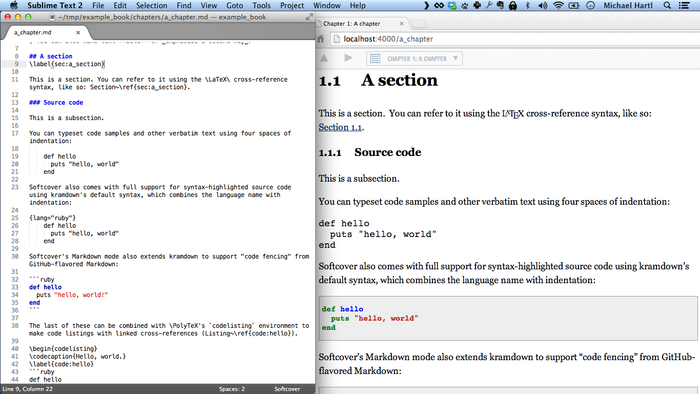 Sublime Text 2 File Edit Selection Find View Goto Tools Project Window Help Michael Hartl
~/tmp/example_book/chapters/a_chapter.md — example_book
a_chapter.md
7
8 ## A section
9 \label{sec:a_section}
10
11 This is a section. You can refer to it using the \LaTeX\ cross-reference
syntax, like so: Section~\ref{sec:a_section}.
12
13 ### Source code
14
15 This is a subsection.
16
17 You can typeset code samples and other verbatim text using four spaces of
indentation:
18
19 def hello
20 puts "hello, world"
21 end
22
23 Softcover also comes with full support for syntax-highlighted source code
using kramdown's default syntax, which combines the language name with
indentation:
24
25 {lang="ruby"}
26 def hello
27 puts "hello, world"
28 end
29
30 Softcover's Markdown mode also extends kramdown to support "code fencing" from
GitHub-flavored Markdown:
31
32 ```ruby
33 def hello
34 puts "hello, world!"
35 end
36 ```
37
38 The last of these can be combined with \PolyTeX's `codelisting` environment to
make code listings with linked cross-references (Listing~\ref{code:hello}).
39
40 \begin{codelisting}
41 \codecaption{Hello, world.}
42 \label{code:hello}
43 ```ruby
44 def hello
Line 9, Column 22 Spaces: 2 Softcover
Chapter 1: A chapter
localhost:4000/a_chapter
CHAPTER 1: A CHAPTER
1.1 A section
This is a section. You can refer to it using the LATEX cross-reference syntax, like so:
Section 1.1.
1.1.1 Source code
This is a subsection.
You can typeset code samples and other verbatim text using four spaces of indentation:
def hello
puts "hello, world"
end
Softcover also comes with full support for syntax-highlighted source code using kramdown's
default syntax, which combines the language name with indentation:
def hello
puts "hello, world"
end
Softcover's Markdown mode also extends kramdown to support “code fencing” from GitHub-
flavored Markdown: